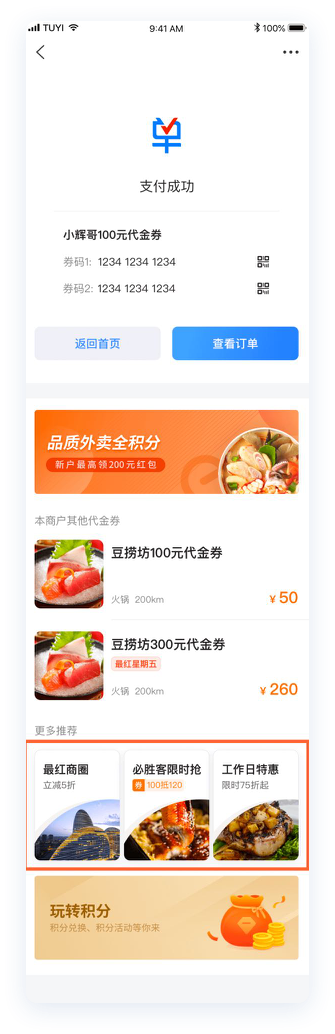 TUYI 9:41 AM 100%
支付成功
小辉哥100元代金券
券码1: 1234 1234 1234
券码2: 1234 1234 1234
返回首页 查看订单
品质外卖全积分
新户最高领200元红包
本商户其他代金券
豆捞坊100元代金券
火锅 200km ¥50
豆捞坊300元代金券
最红星期五
火锅 200km ¥260
更多推荐
最红商圈 必胜客限时抢 工作日特惠
立减5折 券 100抵120 限时75折起
玩转积分
积分兑换、积分活动等你来